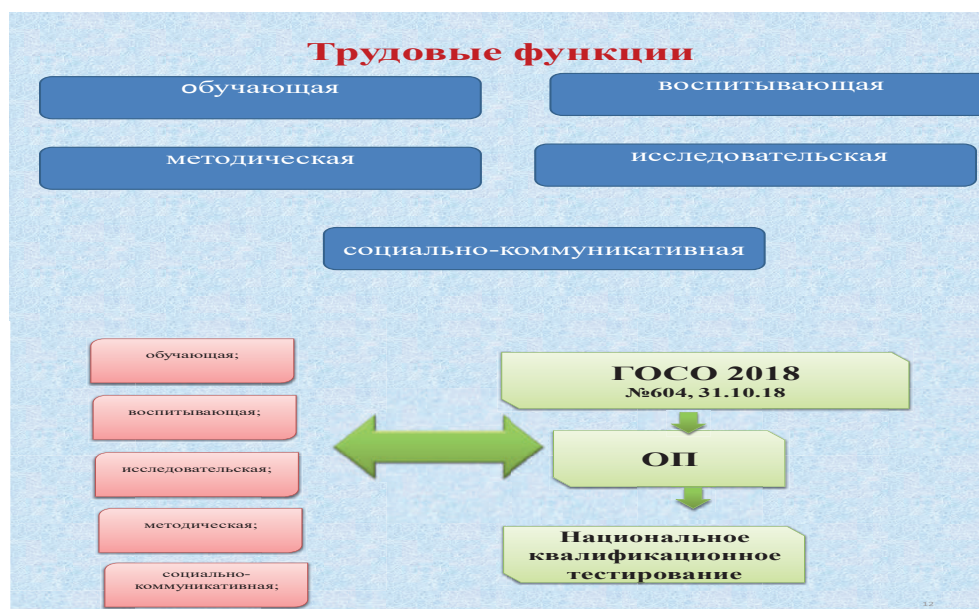 Трудовые функции
обучающая
воспитывающая
методическая
исследовательская
социально-коммуникативная
обучающая;
воспитывающая;
исследовательская;
методическая;
социально-
коммуникативная;
ГОСО 2018
№604, 31.10.18
ОП
Национальное
квалификационное
тестирование
12